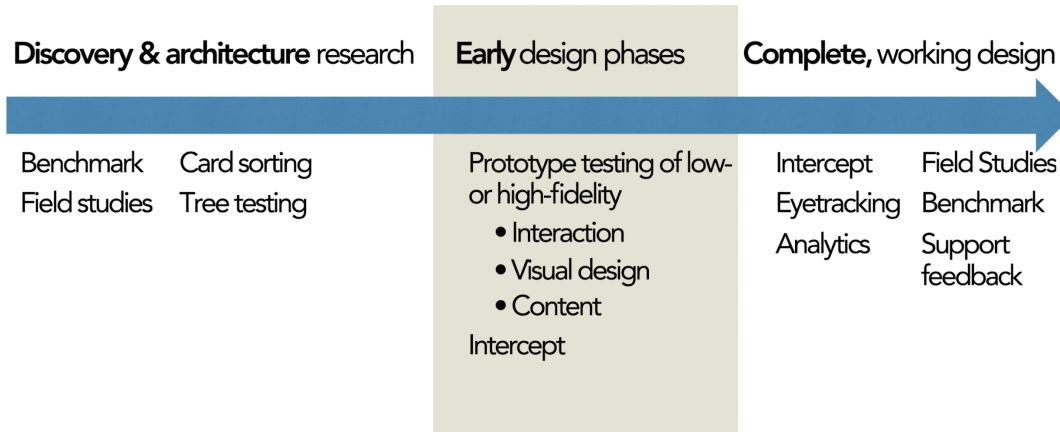 Discovery & architecture research
Early design phases
Complete, working design
Benchmark
Field studies
Card sorting
Tree testing
Prototype testing of low-
or high-fidelity
• Interaction
• Visual design
• Content
Intercept
Intercept
Eyetracking
Analytics
Field Studies
Benchmark
Support
feedback